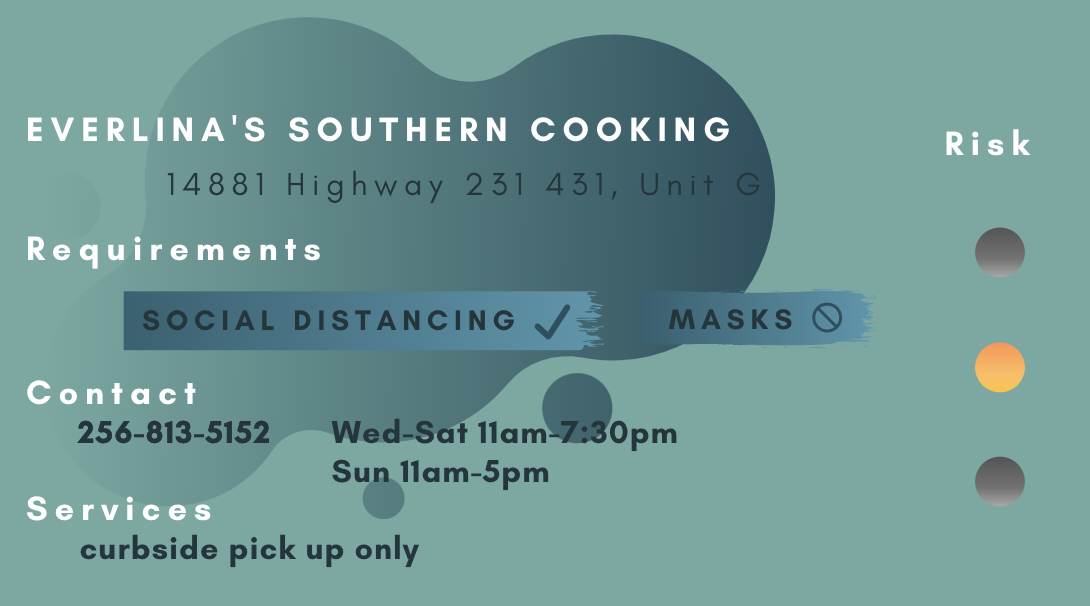 EVERLINA'S SOUTHERN COOKING
Risk
14881 Highway 231 431, Unit G
Requirements
SOCIAL DISTANCING MASKS
Contact
256-813-5152 Wed-Sat 11am-7:30pm
Sun 11am-5pm
Services
curbside pick up only